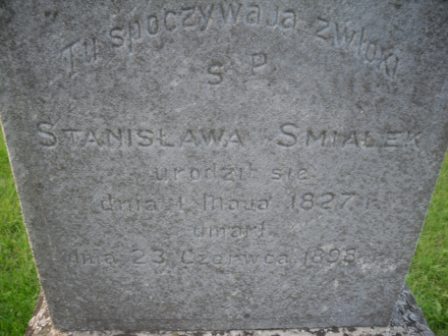 Tu spoczywają zwłoki
Ś P.
STANISŁAWA SMIAŁEK
urodził się
dnia 1 Maja 1827 r.
umarł
dnia 23 Czerwca 1898